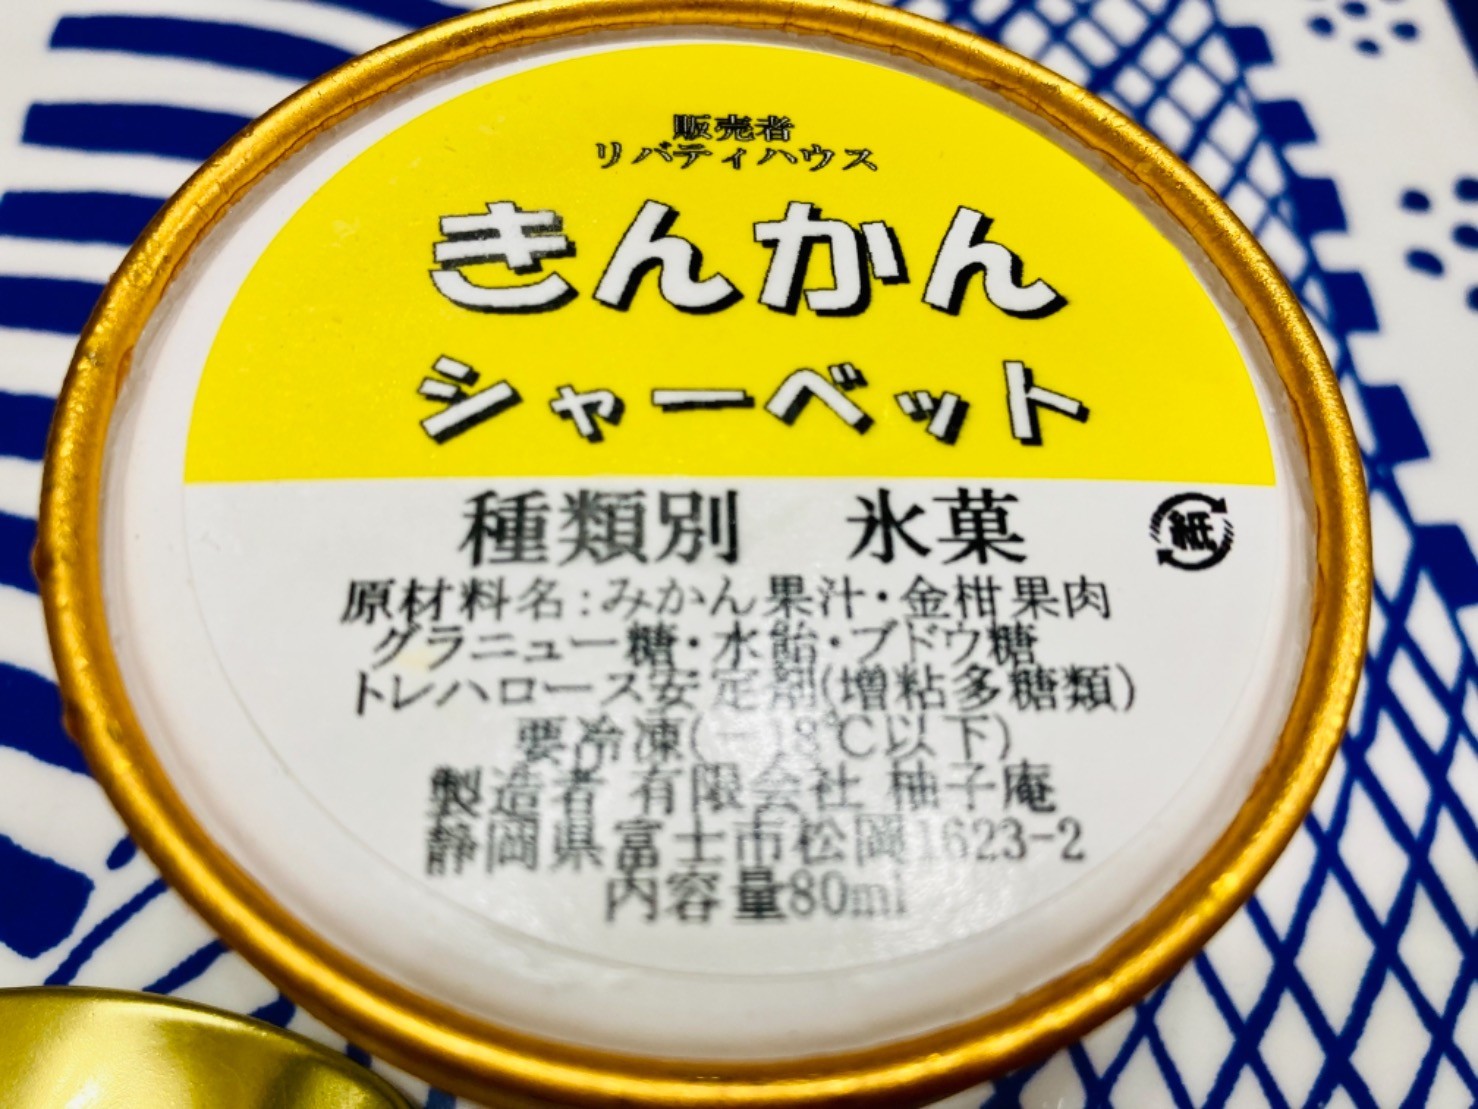 販売者
リバティハウス
きんかん
シャーベット
種類別　氷菓
紙
原材料名:みかん果汁・金柑果肉
グラニュー糖・水飴・ブドウ糖
トレハロース安定剤(増粘多糖類)
要冷凍(-18℃以下)
製造者 有限会社 柚子庵
静岡県富士市松岡1623-2
内容量80ml